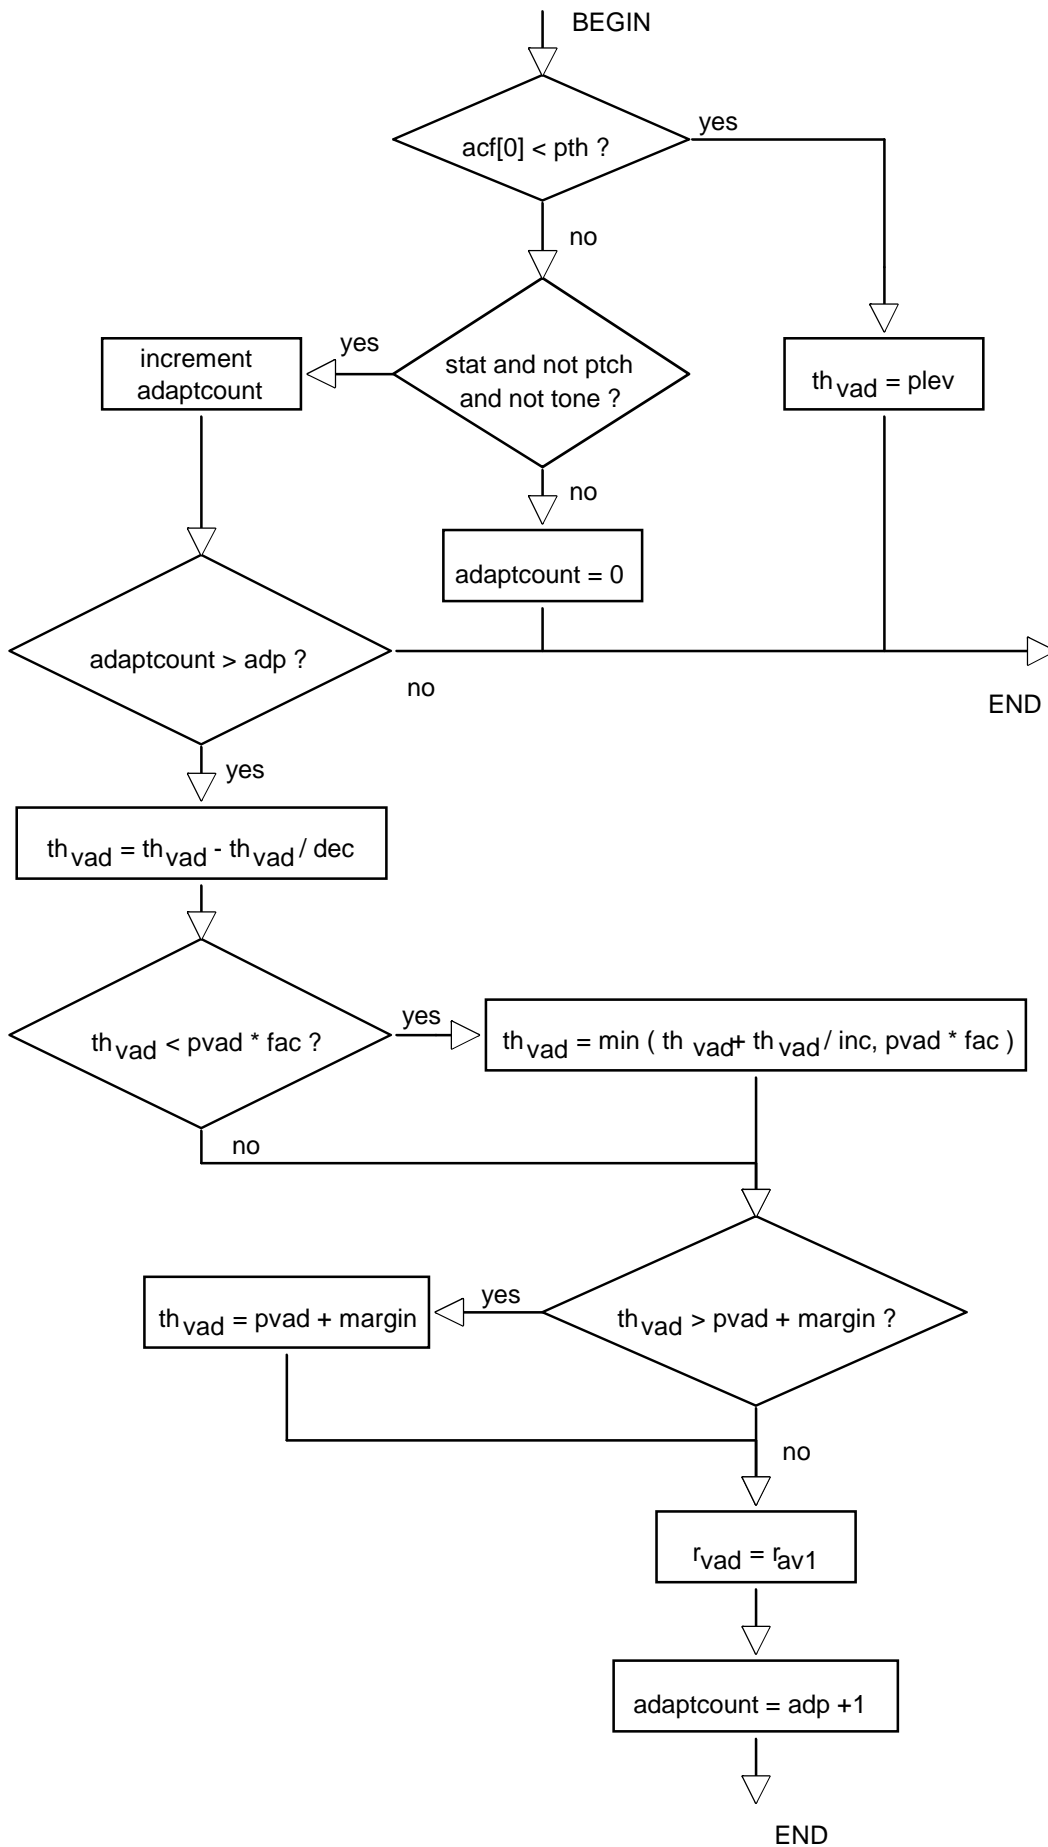 BEGIN
acf[0] < pth ?
yes
no
increment
adaptcount
yes
stat and not ptch
and not tone ?
th vad = plev
no
adaptcount = 0
adaptcount > adp ?
no
END
yes
th vad = th vad - th vad / dec
th vad < pvad * fac ?
yes
th vad = min ( th vad + th vad / inc, pvad * fac )
no
th vad = pvad + margin
yes
th vad > pvad + margin ?
no
r vad = r av1
adaptcount = adp +1
END